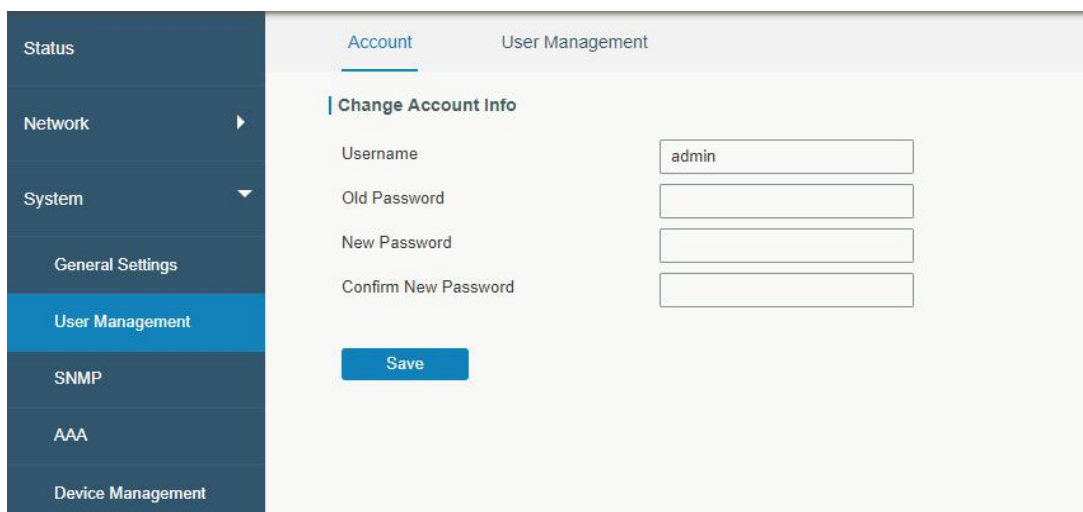 Status
Network
System
General Settings
User Management
SNMP
AAA
Device Management
Account
User Management
Change Account Info
Username
admin
Old Password
New Password
Confirm New Password
Save